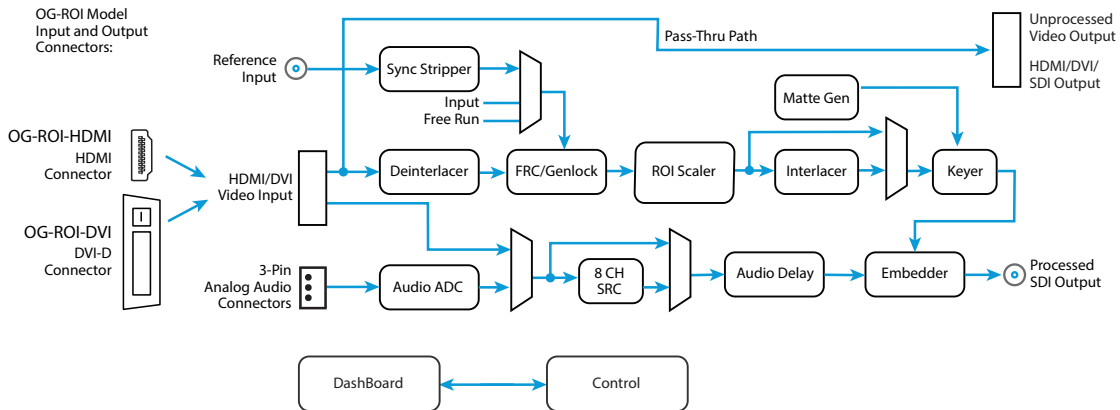 OG-ROI Model
Input and Output
Connectors:
Unprocessed
Video Output
HDMI/DVI/
SDI Output
Pass-Thru Path
Reference
Input
Sync Stripper
Input
Free Run
Matte Gen
OG-ROI-HDMI
HDMI
Connector
HDMI/DVI
Video Input
Deinterlacer
FRC/Genlock
ROI Scaler
Interlacer
Keyer
OG-ROI-DVI
DVI-D
Connector
3-Pin
Analog Audio
Connectors
Audio ADC
8 CH
SRC
Audio Delay
Embedder
Processed
SDI Output
DashBoard
Control